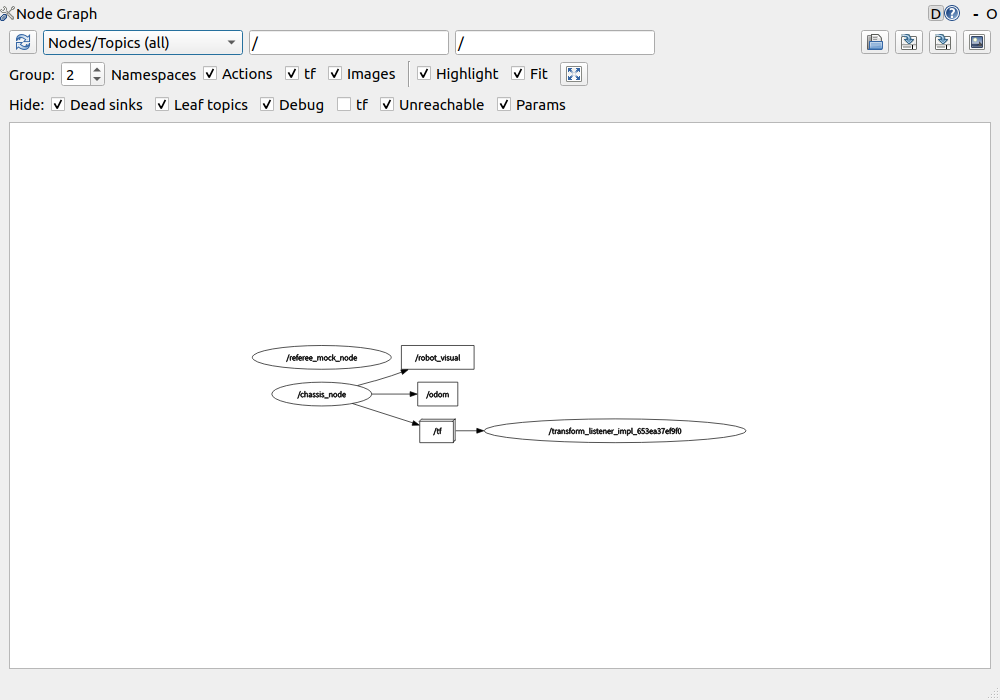 Node Graph
D ? - O
Nodes/Topics (all) / /
Group: 2 Namespaces Actions tf Images Highlight Fit
Hide: Dead sinks Leaf topics Debug tf Unreachable Params
/referee_mock_node /robot_visual
/chassis_node /odom
/tf /transform_listener_impl_653ea37ef9f0